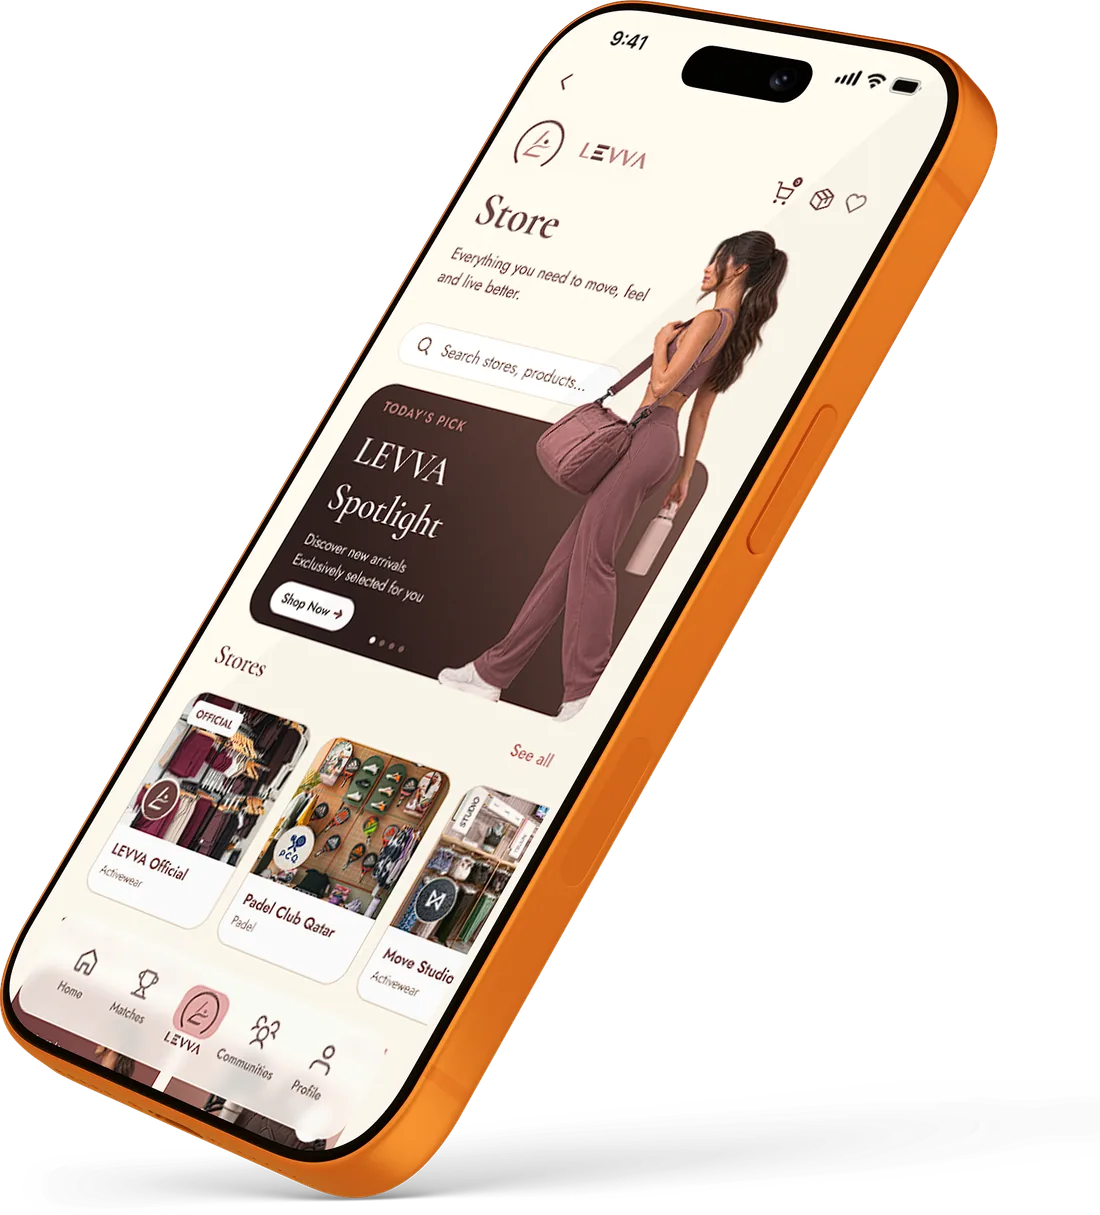 9:41
LEVVA
Store
Everything you need to move, feel
and live better.
Search stores, products...
TODAY'S PICK
LEVVA
Spotlight
Discover new arrivals
Exclusively selected for you
Shop Now →
Stores
See all
OFFICIAL
LEVVA Official
Activewear
PCQ
Padel Club Qatar
Padel
STUDIO
Move Studio
Activewear
Home
Matches
LEVVA
Communities
Profile